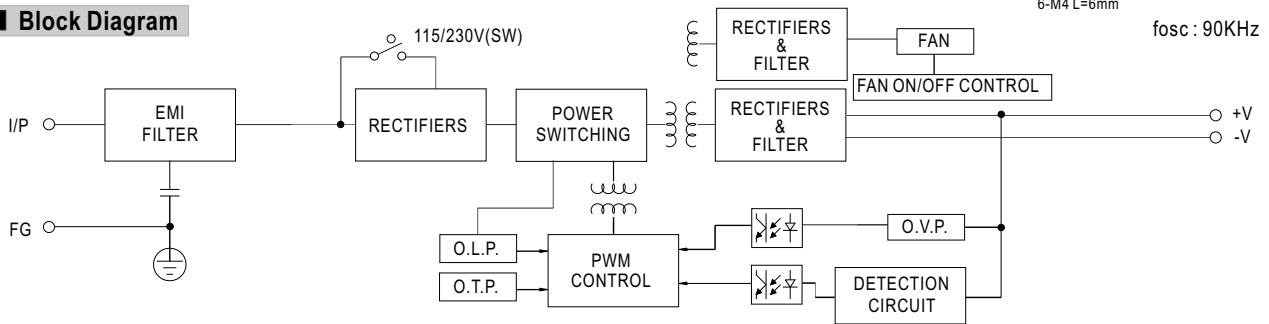 6-M4 L=6mm
Block Diagram
fosc : 90KHz
115/230V(SW)
RECTIFIERS
&
FILTER
FAN
FAN ON/OFF CONTROL
I/P
EMI
FILTER
RECTIFIERS
POWER
SWITCHING
RECTIFIERS
&
FILTER
+V
-V
FG
O.L.P.
O.T.P.
PWM
CONTROL
O.V.P.
DETECTION
CIRCUIT